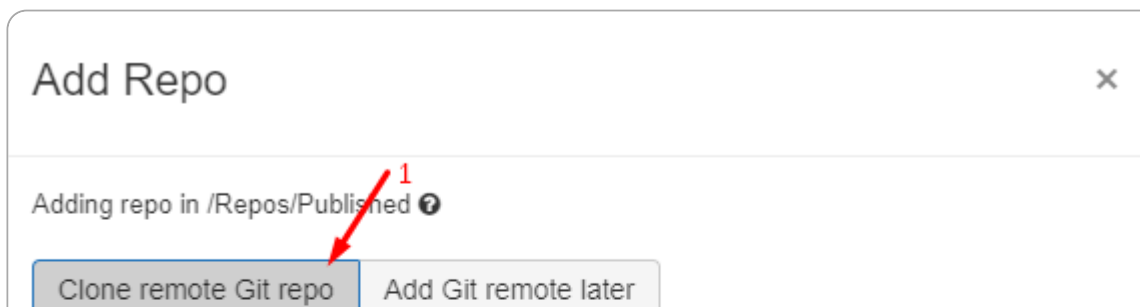 Add Repo
×
1
Adding repo in /Repos/Published
Clone remote Git repo Add Git remote later